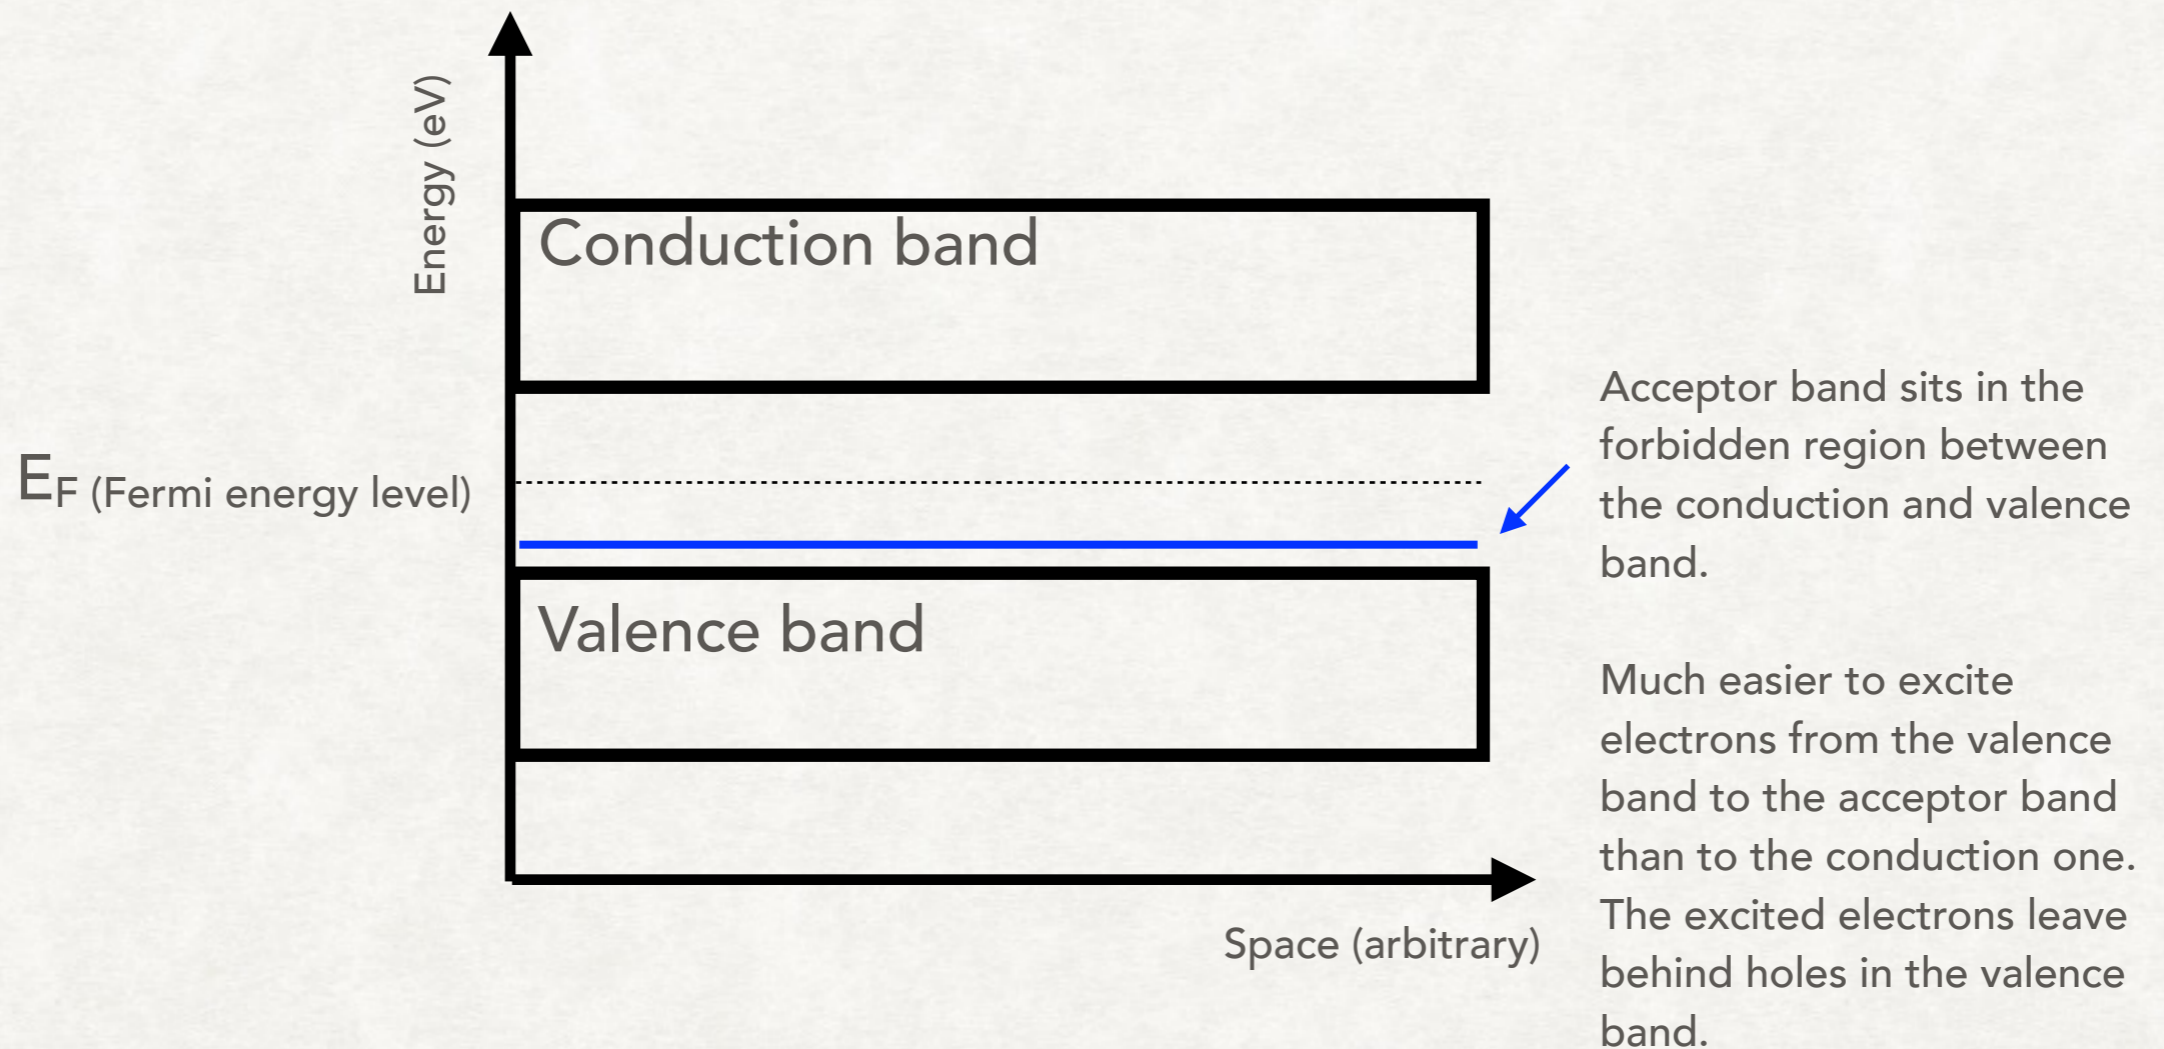 Energy (eV)
Conduction band
EF (Fermi energy level)
Valence band
Space (arbitrary)
Acceptor band sits in the
forbidden region between
the conduction and valence
band.
Much easier to excite
electrons from the valence
band to the acceptor band
than to the conduction one.
The excited electrons leave
behind holes in the valence
band.